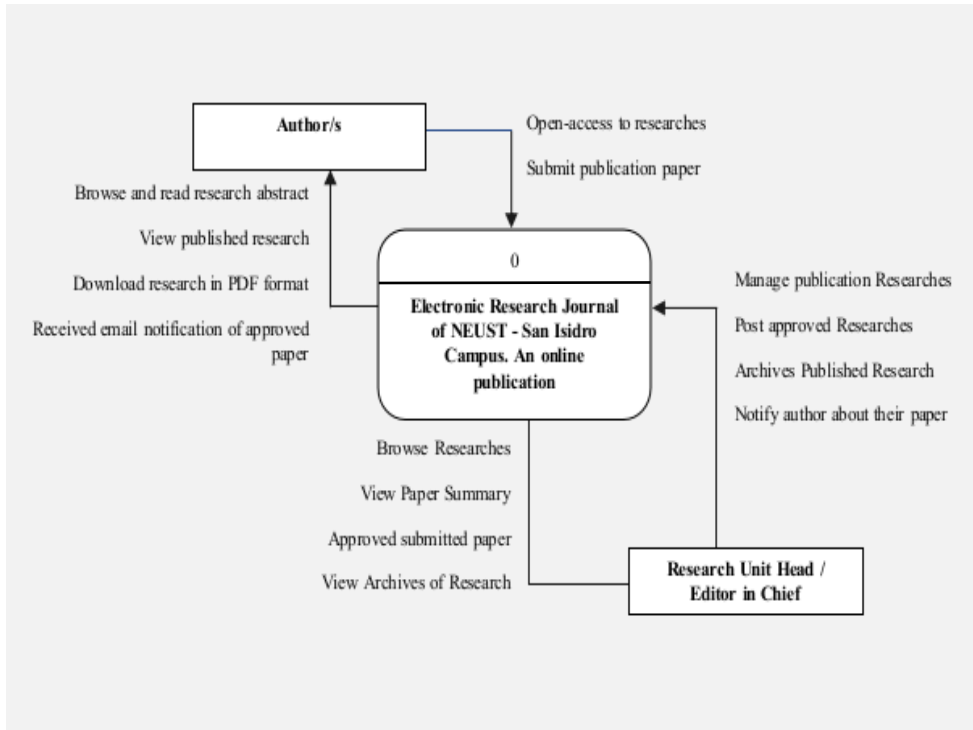 Author/s
Open-access to researches
Submit publication paper
Browse and read research abstract
View published research
Download research in PDF format
Received email notification of approved
paper
0
Electronic Research Journal
of NEUST - San Isidro
Campus. An online
publication
Manage publication Researches
Post approved Researches
Archives Published Research
Notify author about their paper
Browse Researches
View Paper Summary
Approved submitted paper
View Archives of Research
Research Unit Head /
Editor in Chief